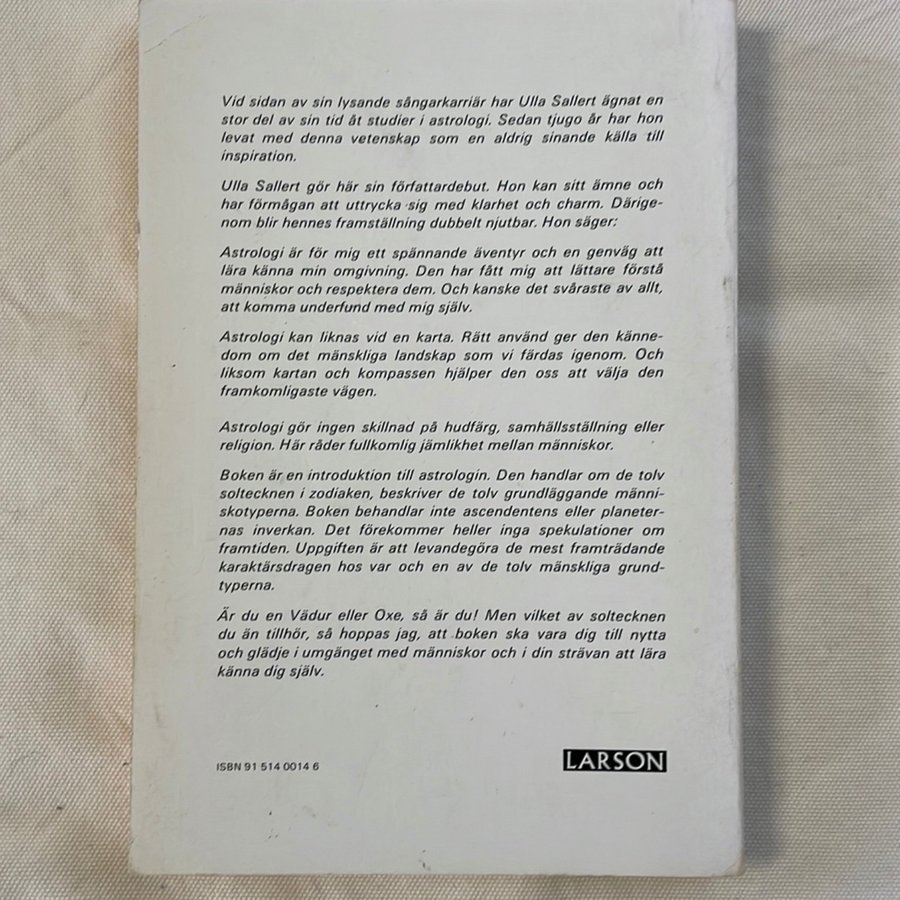 Vid sidan av sin lysande sångarkarriär har Ulla Sallert ägnat en
stor del av sin tid åt studier i astrologi. Sedan tjugo år har hon
levat med denna vetenskap som en aldrig sinande källa till
inspiration.
Ulla Sallert gör här sin författardebut. Hon kan sitt ämne och
har förmågan att uttrycka sig med klarhet och charm. Därige-
nom blir hennes framställning dubbelt njutbar. Hon säger:
Astrologi är för mig ett spännande äventyr och en genväg att
lära känna min omgivning. Den har fått mig att lättare förstå
människor och respektera dem. Och kanske det svåraste av allt,
att komma underfund med mig själv.
Astrologi kan liknas vid en karta. Rätt använd ger den känne-
dom om det mänskliga landskap som vi färdas igenom. Och
liksom kartan och kompassen hjälper den oss att välja den
framkomligaste vägen.
Astrologi gör ingen skillnad på hudfärg, samhällsställning eller
religion. Här råder fullkomlig jämlikhet mellan människor.
Boken är en introduktion till astrologin. Den handlar om de tolv
soltecknen i zodiaken, beskriver de tolv grundläggande männi-
skotyperna. Boken behandlar inte ascendentens eller planeter-
nas inverkan. Det förekommer heller inga spekulationer om
framtiden. Uppgiften är att levandegöra de mest framträdande
karaktärsdragen hos var och en av de tolv mänskliga grund-
typerna.
Är du en Vädur eller Oxe, så är du! Men vilket av soltecknen
du än tillhör, så hoppas jag, att boken ska vara dig till nytta
och glädje i umgänget med människor och i din strävan att lära
känna dig själv.
ISBN 91 514 0014 6
LARSON